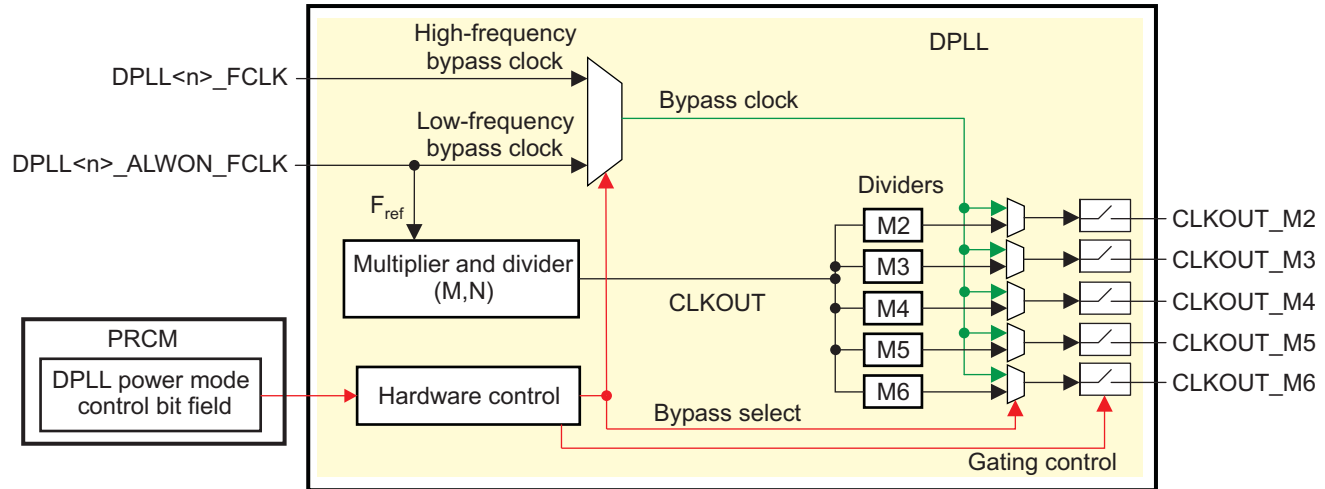 DPLL
High-frequency
bypass clock
DPLL<n>_FCLK
Bypass clock
Low-frequency
bypass clock
DPLL<n>_ALWON_FCLK
Dividers
Fref
M2
CLKOUT_M2
Multiplier and divider
(M,N)
M3
CLKOUT_M3
CLKOUT
M4
CLKOUT_M4
M5
CLKOUT_M5
M6
CLKOUT_M6
PRCM
DPLL power mode
control bit field
Hardware control
Bypass select
Gating control